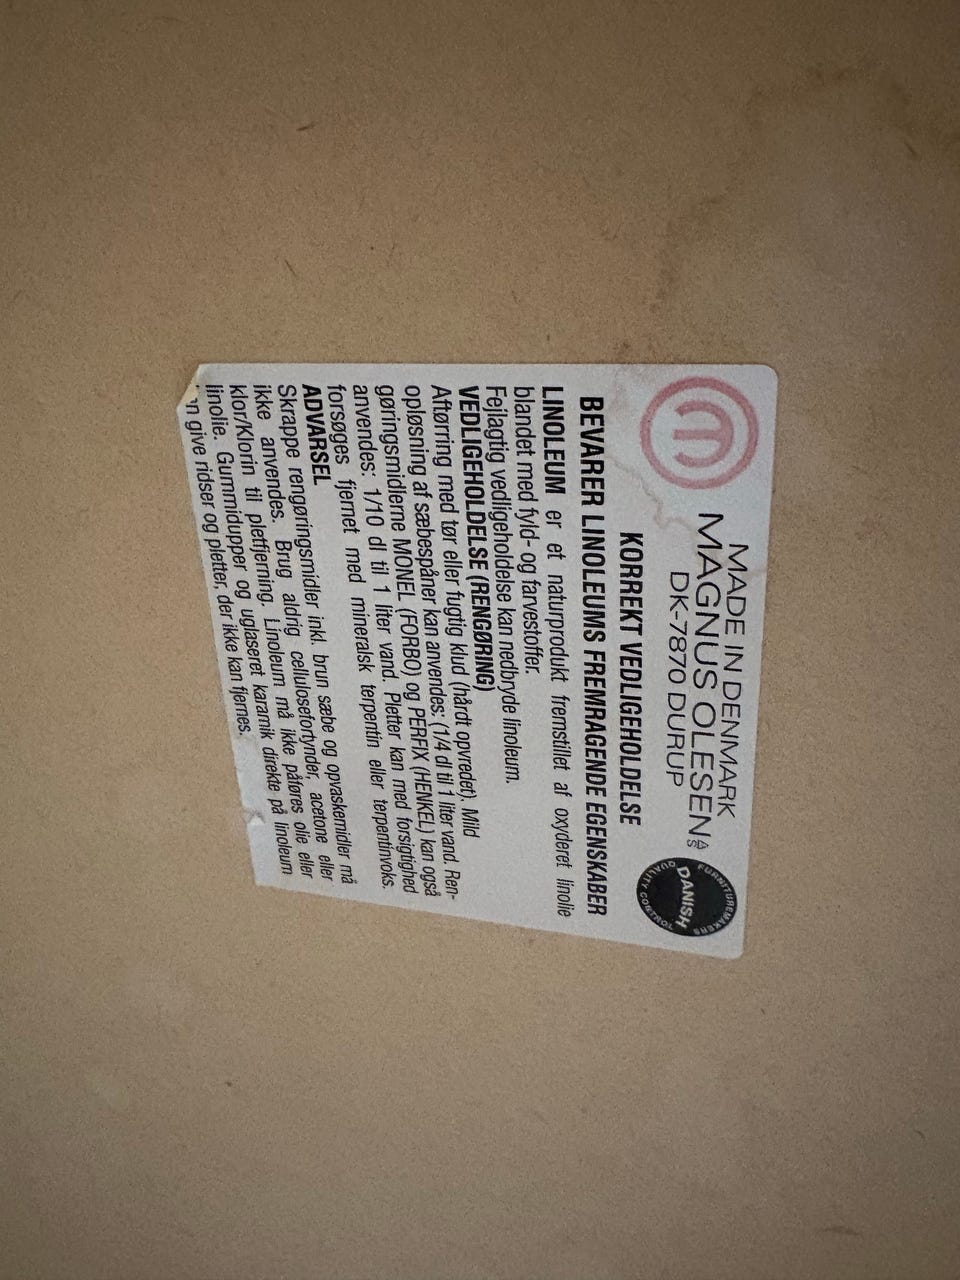 MADE IN DENMARK
MAGNUS OLESEN A/S
DK-7870 DURUP
FURNITUREMAKERS
DANISH
QUALITY CONTROL
KORREKT VEDLIGEHOLDELSE
BEVARER LINOLEUMS FREMRAGENDE EGENSKABER
LINOLEUM er et naturprodukt fremstillet af oxyderet linolie
blandet med fyld- og farvestoffer.
Fejlagtig vedligeholdelse kan nedbryde linoleum.
VEDLIGEHOLDELSE (RENGØRING)
Aftørring med tør eller fugtig klud (hårdt opvredet). Mild
opløsning af sæbespåner kan anvendes: (1/4 dl til 1 liter vand. Ren-
gøringsmidlerne MONEL (FORBO) og PERFIX (HENKEL) kan også
anvendes: 1/10 dl til 1 liter vand. Pletter kan med forsigtighed
forsøges fjernet med mineralsk terpentin eller terpentinvoks.
ADVARSEL
Skrappe rengøringsmidler inkl. brun sæbe og opvaskemidler må
ikke anvendes. Brug aldrig cellulosefortynder, acetone eller
klor/Klorin til pletfjerning. Linoleum må ikke påføres olie eller
linolie. Gummidupper og uglaseret karamik direkte på linoleum
an give ridser og pletter, der ikke kan fjernes.